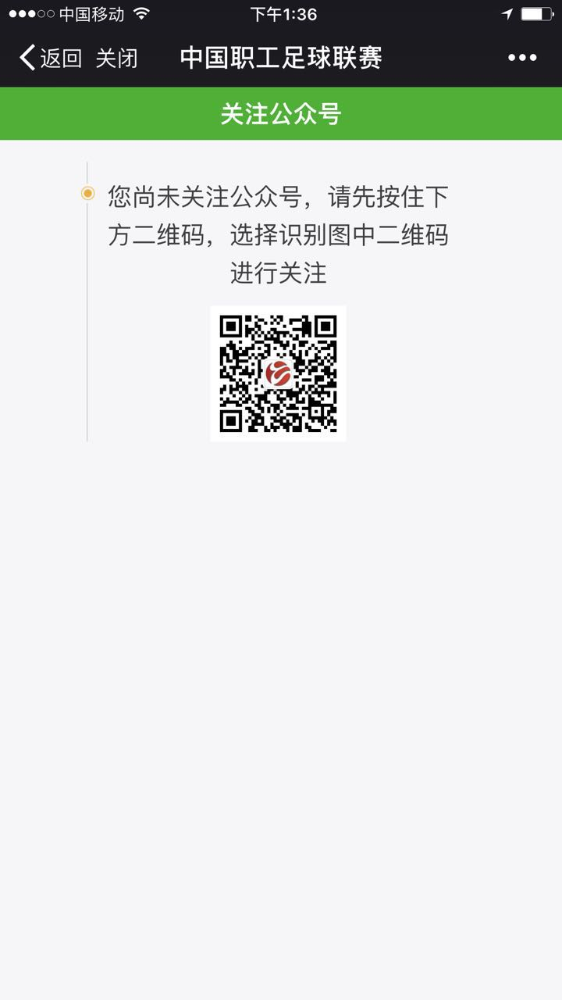 中国移动 下午1:36
返回 关闭 中国职工足球联赛
关注公众号
您尚未关注公众号，请先按住下
方二维码，选择识别图中二维码
进行关注